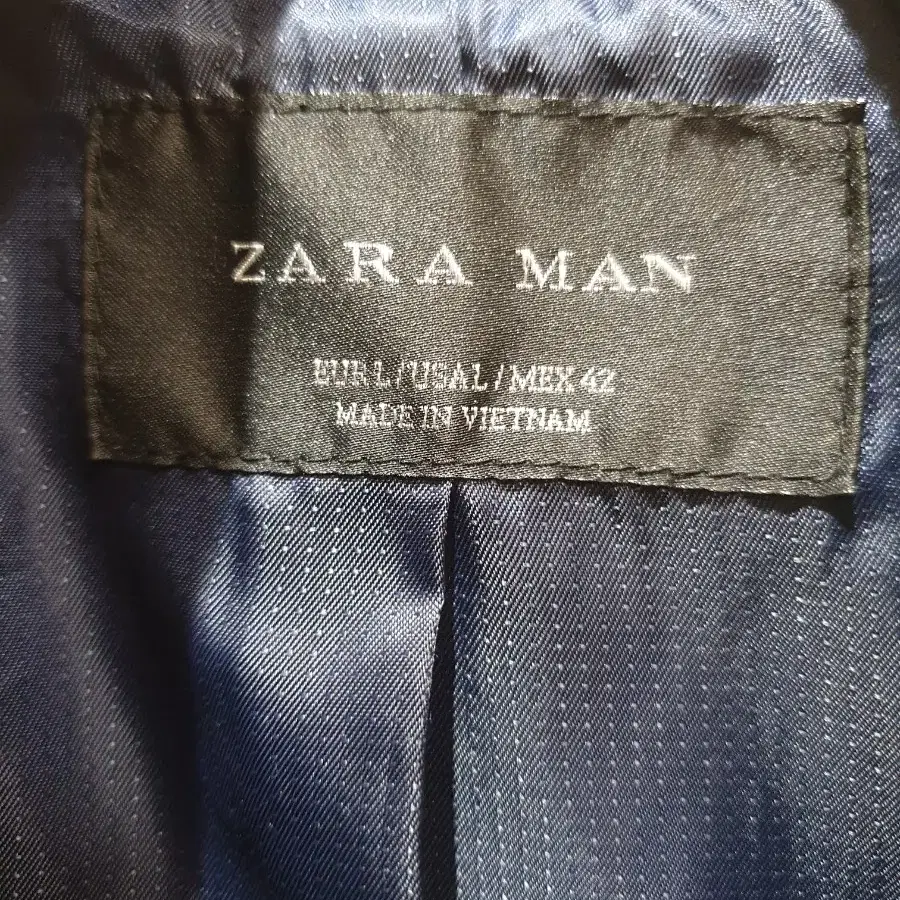 ZARA MAN
EUR L / USA L / MEX 42
MADE IN VIETNAM